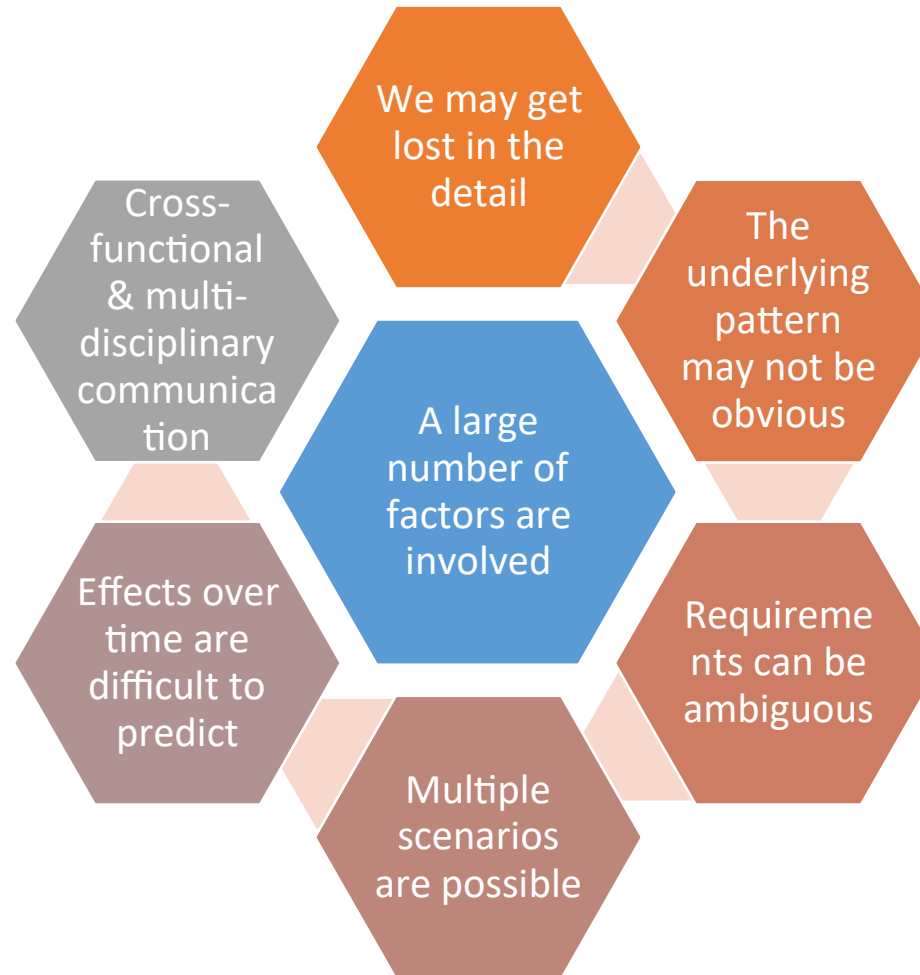 We may get
lost in the
detail
The
underlying
pattern
may not be
obvious
Requireme
nts can be
ambiguous
Multiple
scenarios
are possible
Effects over
time are
difficult to
predict
Cross-
functional
& multi-
disciplinary
communica
tion
A large
number of
factors are
involved